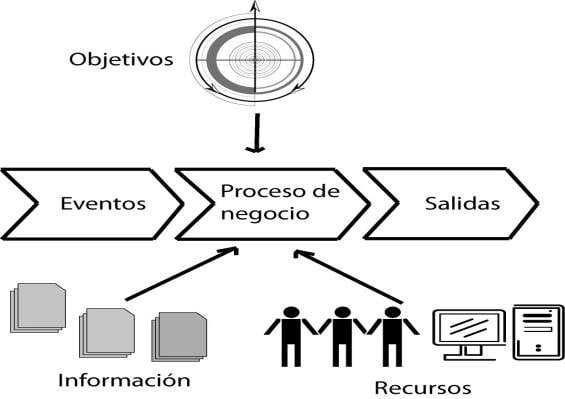 Objetivos
Eventos
Proceso de
negocio
Salidas
Información
Recursos